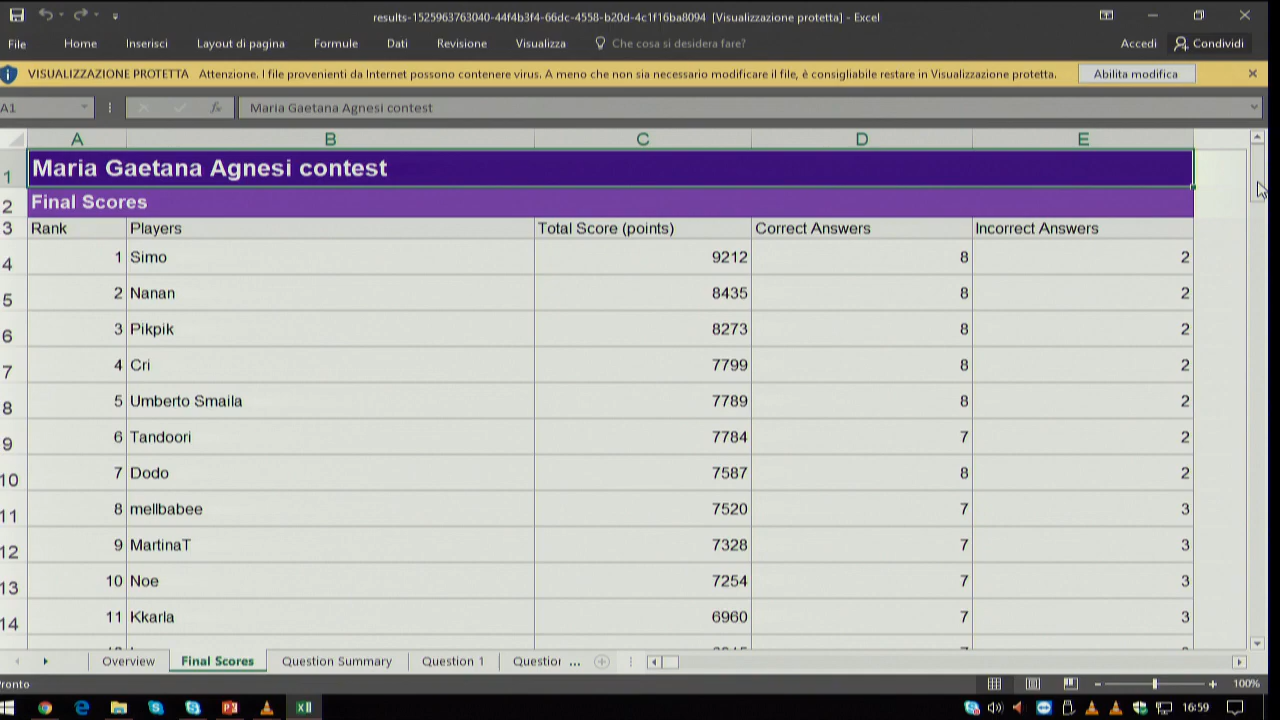 results-1525963763040-44f4b3f4-66dc-4558-b20d-4c1f16ba8094 [Visualizzazione protetta] - Excel
File Home Inserisci Layout di pagina Formule Dati Revisione Visualizza Che cosa si desidera fare? Accedi Condividi
VISUALIZZAZIONE PROTETTA Attenzione. I file provenienti da Internet possono contenere virus. A meno che non sia necessario modificare il file, è consigliabile restare in Visualizzazione protetta. Abilita modifica
A1 fx Maria Gaetana Agnesi contest
A B C D E
1 Maria Gaetana Agnesi contest
2 Final Scores
3 Rank Players Total Score (points) Correct Answers Incorrect Answers
4 1 Simo 9212 8 2
5 2 Nanan 8435 8 2
6 3 Pikpik 8273 8 2
7 4 Cri 7799 8 2
8 5 Umberto Smaila 7789 8 2
9 6 Tandoori 7784 7 2
10 7 Dodo 7587 8 2
11 8 mellbabee 7520 7 3
12 9 MartinaT 7328 7 3
13 10 Noe 7254 7 3
14 11 Kkarla 6960 7 3
Overview Final Scores Question Summary Question 1 Question ...
Pronto 100%
16:59